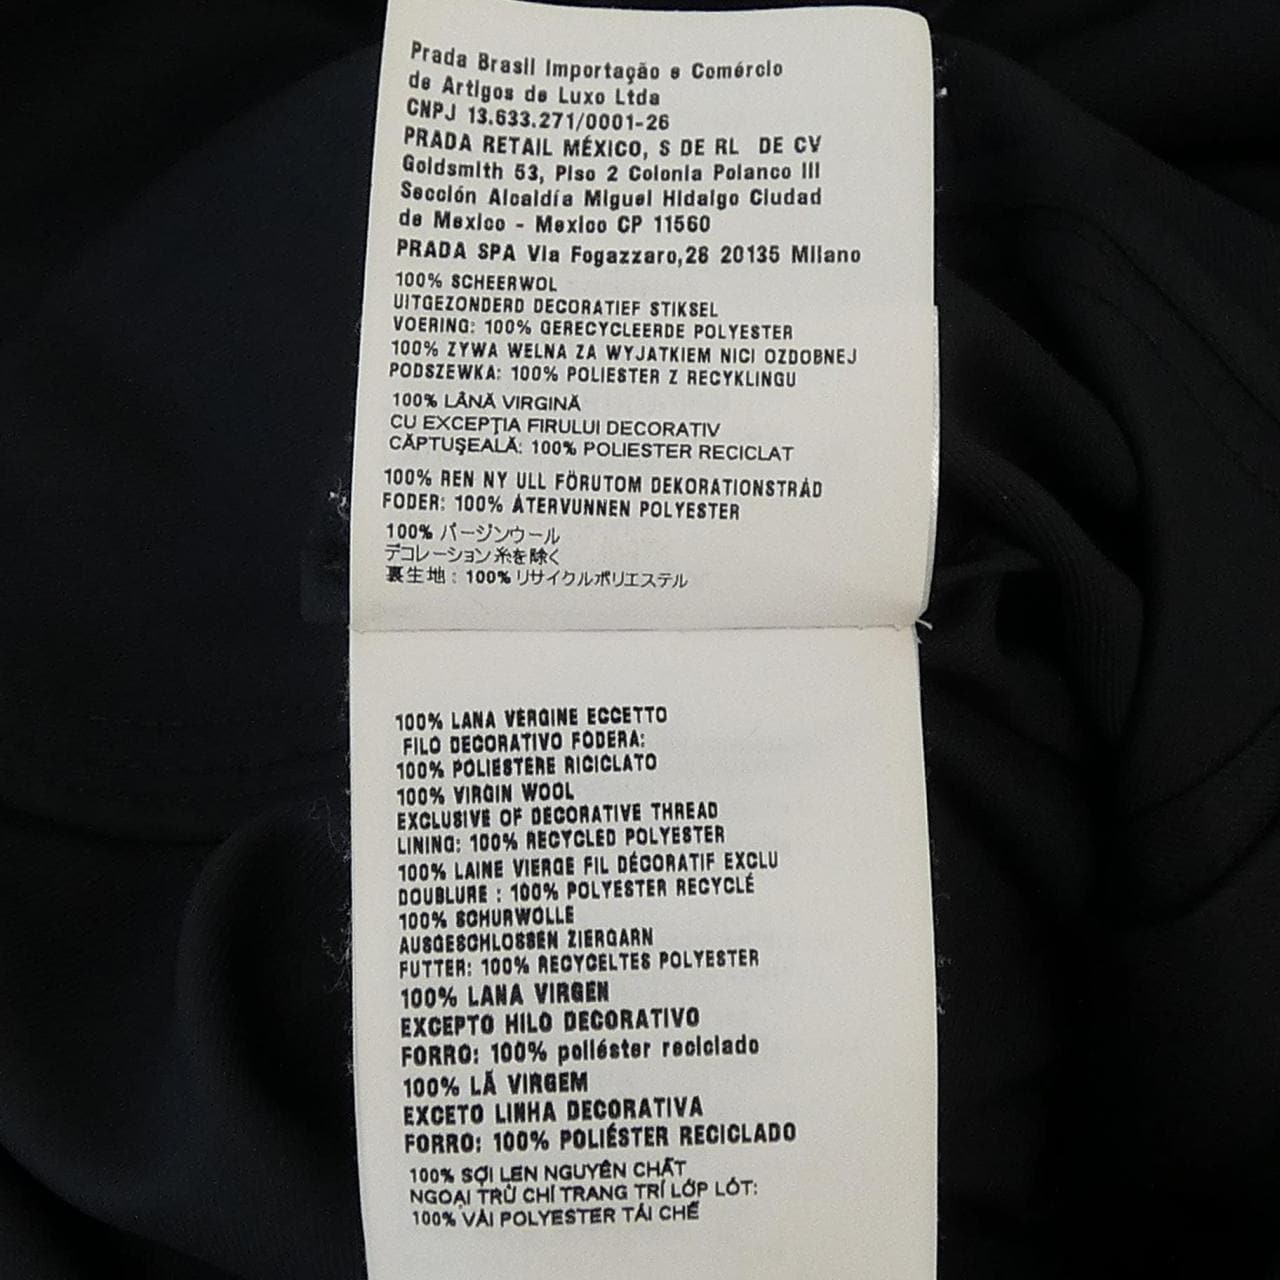 Prada Brasil Importação e Comércio
de Artigos de Luxo Ltda
CNPJ 13.633.271/0001-26
PRADA RETAIL MÉXICO, S DE RL DE CV
Goldsmith 53, Piso 2 Colonia Polanco III
Sección Alcaldía Miguel Hidalgo Ciudad
de Mexico - Mexico CP 11560
PRADA SPA Via Fogazzaro,28 20135 Milano
100% SCHEERWOL
UITGEZONDERD DECORATIEF STIKSEL
VOERING: 100% GERECYCLEERDE POLYESTER
100% ZYWA WELNA ZA WYJATKIEM NICI OZDOBNEJ
PODSZEWKA: 100% POLIESTER Z RECYKLINGU
100% LÂNĂ VIRGINĂ
CU EXCEPŢIA FIRULUI DECORATIV
CĂPTUŞEALĂ: 100% POLIESTER RECICLAT
100% REN NY ULL FÖRUTOM DEKORATIONSTRÅD
FODER: 100% ÅTERVUNNEN POLYESTER
100% バージンウール
デコレーション糸を除く
裏生地：100% リサイクルポリエステル
100% LANA VERGINE ECCETTO
FILO DECORATIVO FODERA:
100% POLIESTERE RICICLATO
100% VIRGIN WOOL
EXCLUSIVE OF DECORATIVE THREAD
LINING: 100% RECYCLED POLYESTER
100% LAINE VIERGE FIL DÉCORATIF EXCLU
DOUBLURE : 100% POLYESTER RECYCLÉ
100% SCHURWOLLE
AUSGESCHLOSSEN ZIERGARN
FUTTER: 100% RECYCELTES POLYESTER
100% LANA VIRGEN
EXCEPTO HILO DECORATIVO
FORRO: 100% poliéster reciclado
100% LÃ VIRGEM
EXCETO LINHA DECORATIVA
FORRO: 100% POLIÉSTER RECICLADO
100% SỢI LEN NGUYÊN CHẤT
NGOẠI TRỪ CHỈ TRANG TRÍ LỚP LÓT:
100% VẢI POLYESTER TÁI CHẾ